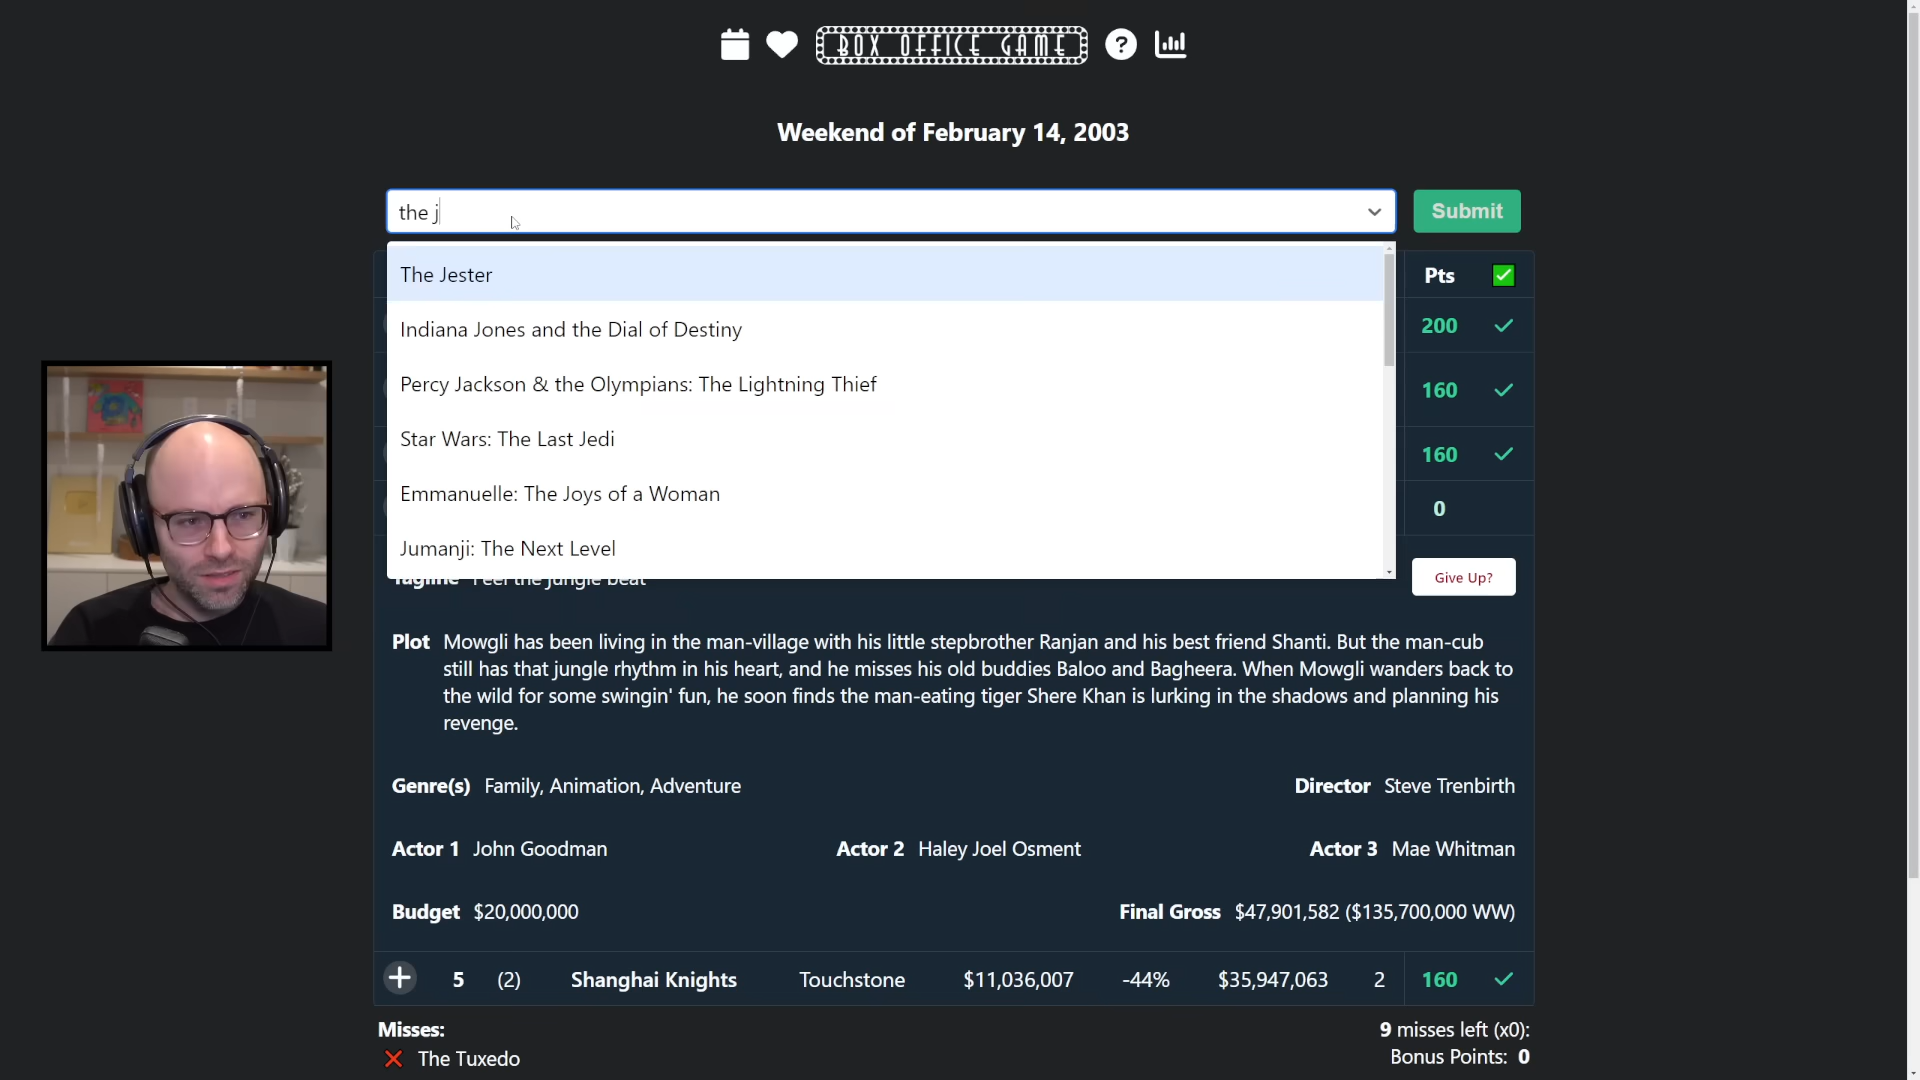 BOX OFFICE GAME
Weekend of February 14, 2003
the j
Submit
The Jester
Indiana Jones and the Dial of Destiny
Percy Jackson & the Olympians: The Lightning Thief
Star Wars: The Last Jedi
Emmanuelle: The Joys of a Woman
Jumanji: The Next Level
Pts
200
160
160
0
Tagline Feel the jungle beat
Give Up?
Plot Mowgli has been living in the man-village with his little stepbrother Ranjan and his best friend Shanti. But the man-cub
still has that jungle rhythm in his heart, and he misses his old buddies Baloo and Bagheera. When Mowgli wanders back to
the wild for some swingin' fun, he soon finds the man-eating tiger Shere Khan is lurking in the shadows and planning his
revenge.
Genre(s) Family, Animation, Adventure
Director Steve Trenbirth
Actor 1 John Goodman
Actor 2 Haley Joel Osment
Actor 3 Mae Whitman
Budget $20,000,000
Final Gross $47,901,582 ($135,700,000 WW)
5 (2) Shanghai Knights Touchstone $11,036,007 -44% $35,947,063 2 160
Misses:
The Tuxedo
9 misses left (x0):
Bonus Points: 0